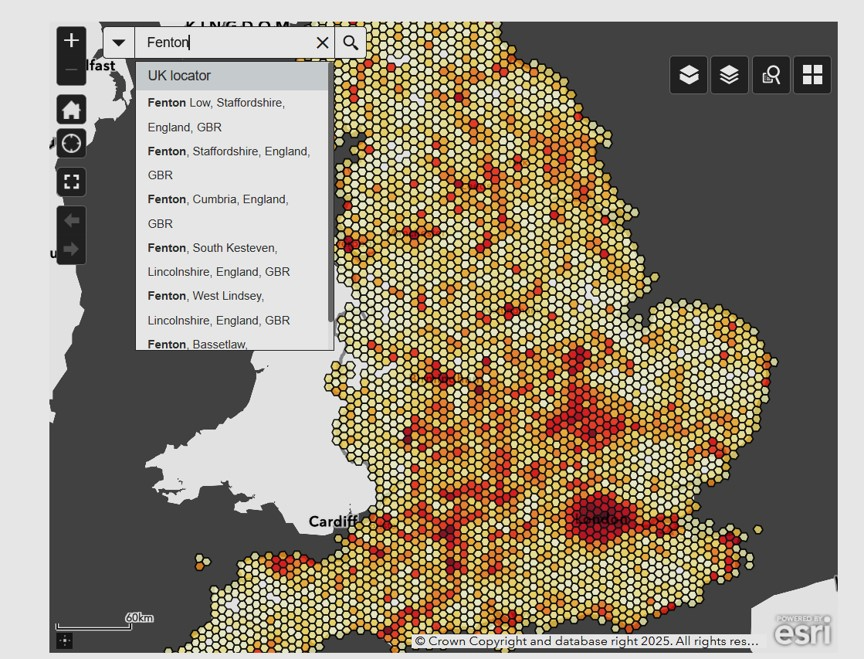 KINGDOM
+
lfast
Fenton
UK locator
Fenton Low, Staffordshire,
England, GBR
Fenton, Staffordshire, England,
GBR
Fenton, Cumbria, England,
GBR
Fenton, South Kesteven,
Lincolnshire, England, GBR
Fenton, West Lindsey,
Lincolnshire, England, GBR
Fenton, Bassetlaw,
London
Cardiff
60km
© Crown Copyright and database right 2025. All rights res...
POWERED BY
esri